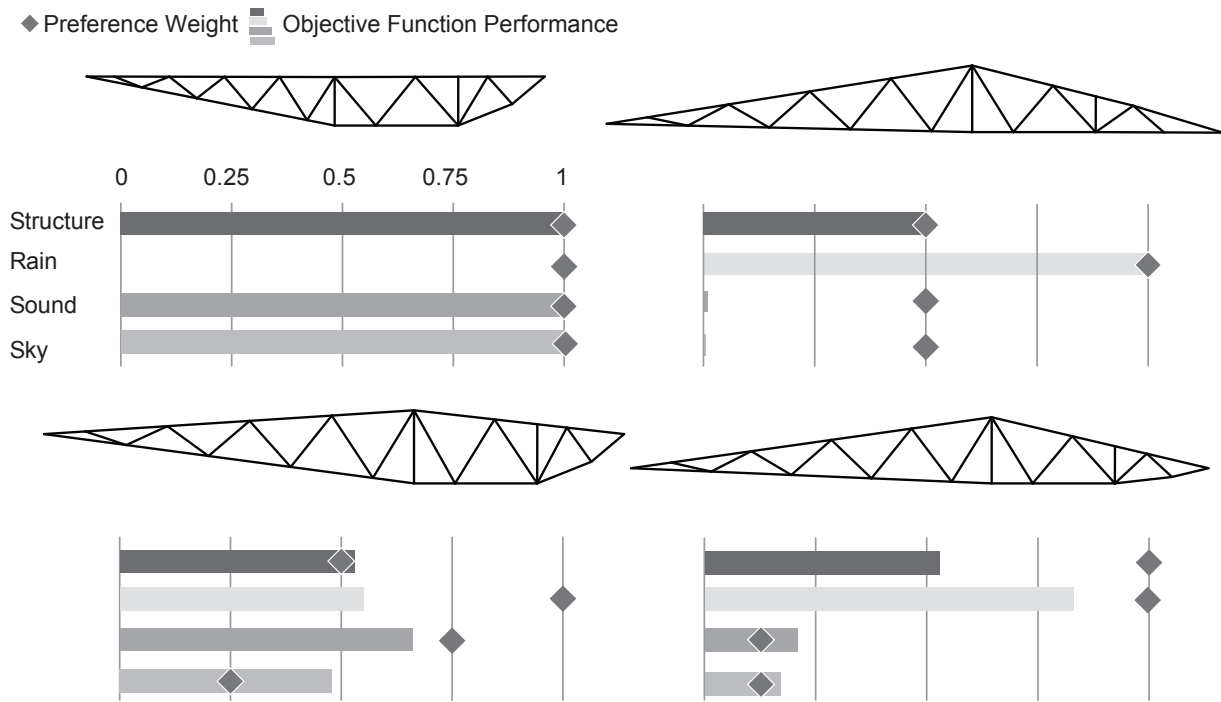 Preference Weight Objective Function Performance
0 0.25 0.5 0.75 1
Structure
Rain
Sound
Sky